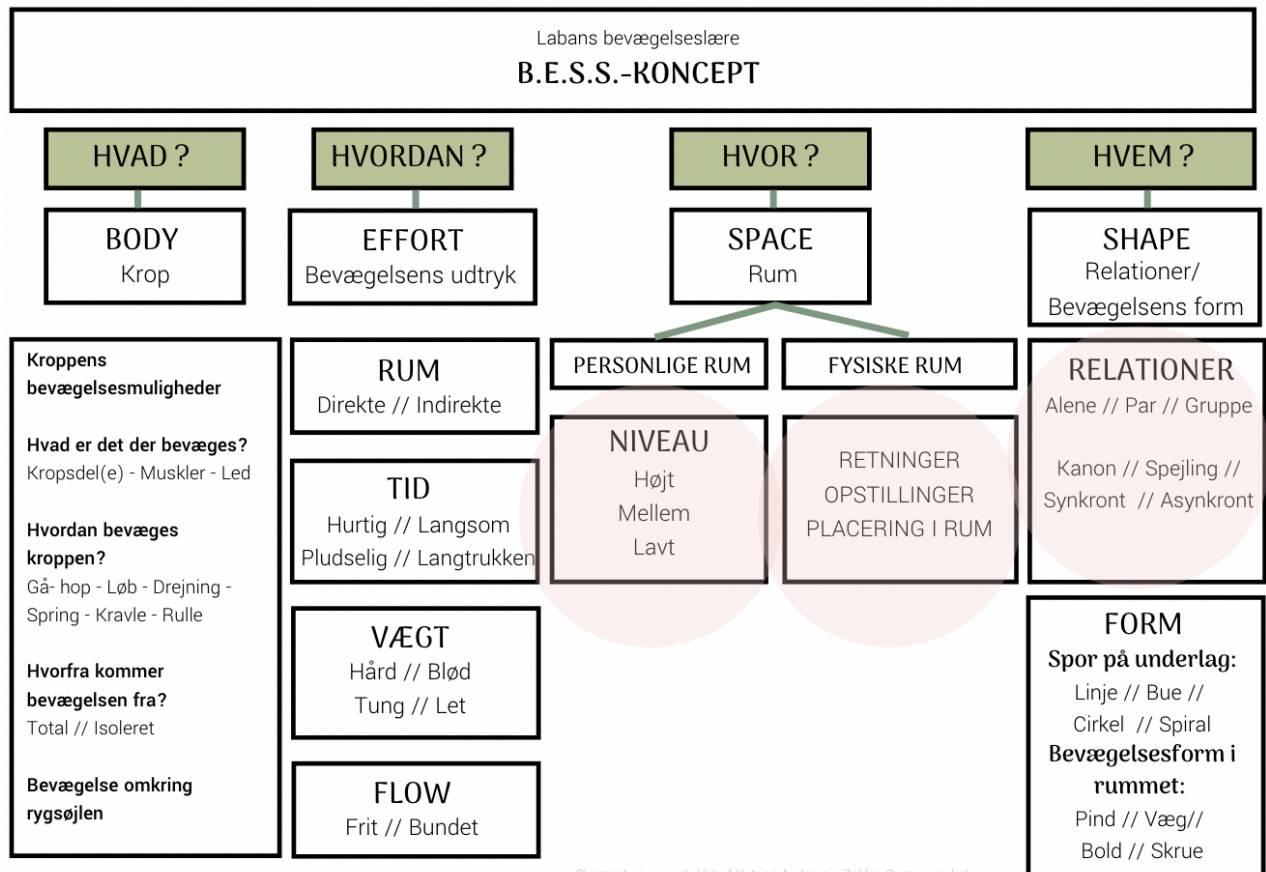 Labans bevægelseslære
B.E.S.S.-KONCEPT
HVAD ?
BODY
Krop
Kroppens
bevægelsesmuligheder
Hvad er det der bevæges?
Kropsdel(e) - Muskler - Led
Hvordan bevæges
kroppen?
Gå- hop - Løb - Drejning -
Spring - Kravle - Rulle
Hvorfra kommer
bevægelsen fra?
Total // Isoleret
Bevægelse omkring
rygsøjlen
HVORDAN ?
EFFORT
Bevægelsens udtryk
RUM
Direkte // Indirekte
TID
Hurtig // Langsom
Pludselig // Langtrukken
VÆGT
Hård // Blød
Tung // Let
FLOW
Frit // Bundet
HVOR ?
SPACE
Rum
PERSONLIGE RUM
NIVEAU
Højt
Mellem
Lavt
FYSISKE RUM
RETNINGER
OPSTILLINGER
PLACERING I RUM
HVEM ?
SHAPE
Relationer/
Bevægelsens form
RELATIONER
Alene // Par // Gruppe
Kanon // Spejling //
Synkront // Asynkront
FORM
Spor på underlag:
Linje // Bue //
Cirkel // Spiral
Bevægelsesform i
rummet:
Pind // Væg//
Bold // Skrue